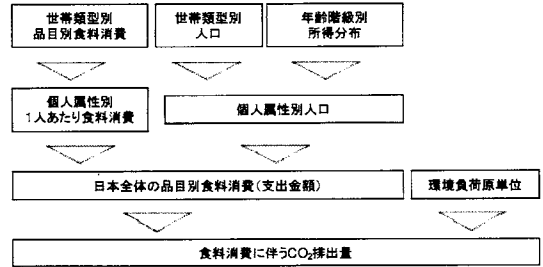 世帯類型別
品目別食料消費
世帯類型別
人口
年齢階級別
所得分布
個人属性別
1人あたり食料消費
個人属性別人口
日本全体の品目別食料消費(支出金額)
環境負荷原単位
食料消費に伴うCO₂排出量